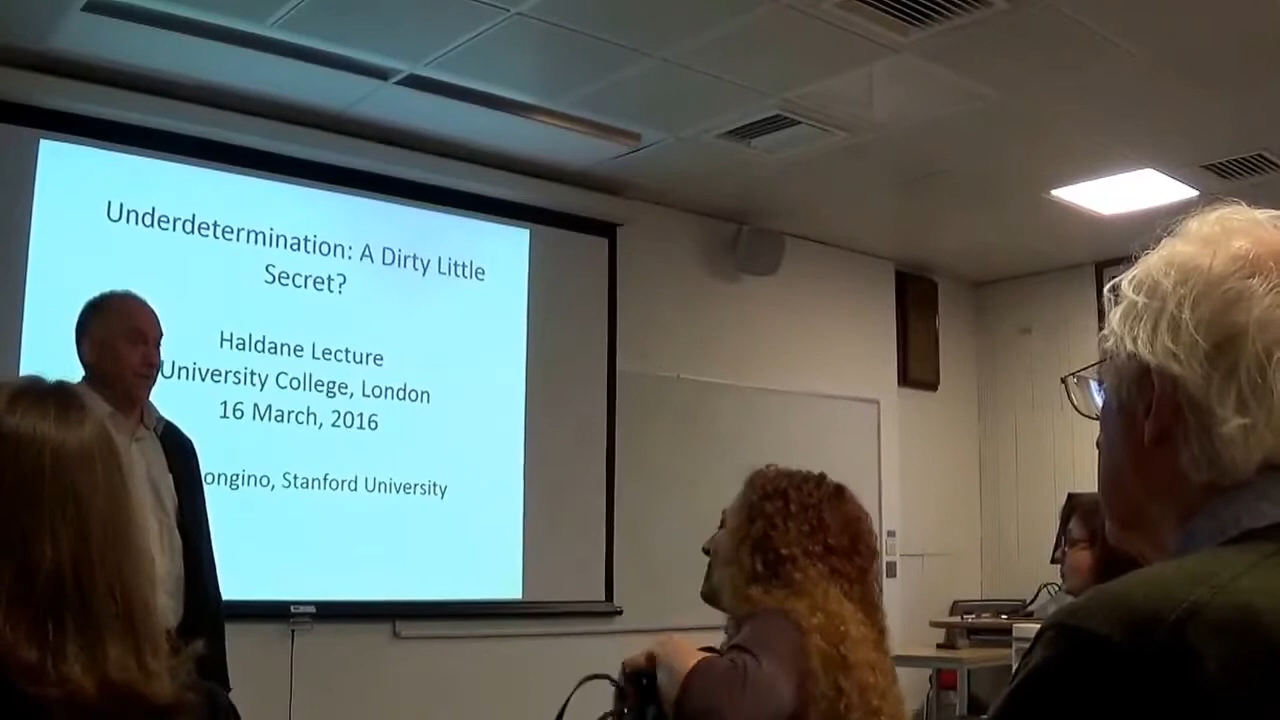 Underdetermination: A Dirty Little
Secret?
Haldane Lecture
University College, London
16 March, 2016
ongino, Stanford University